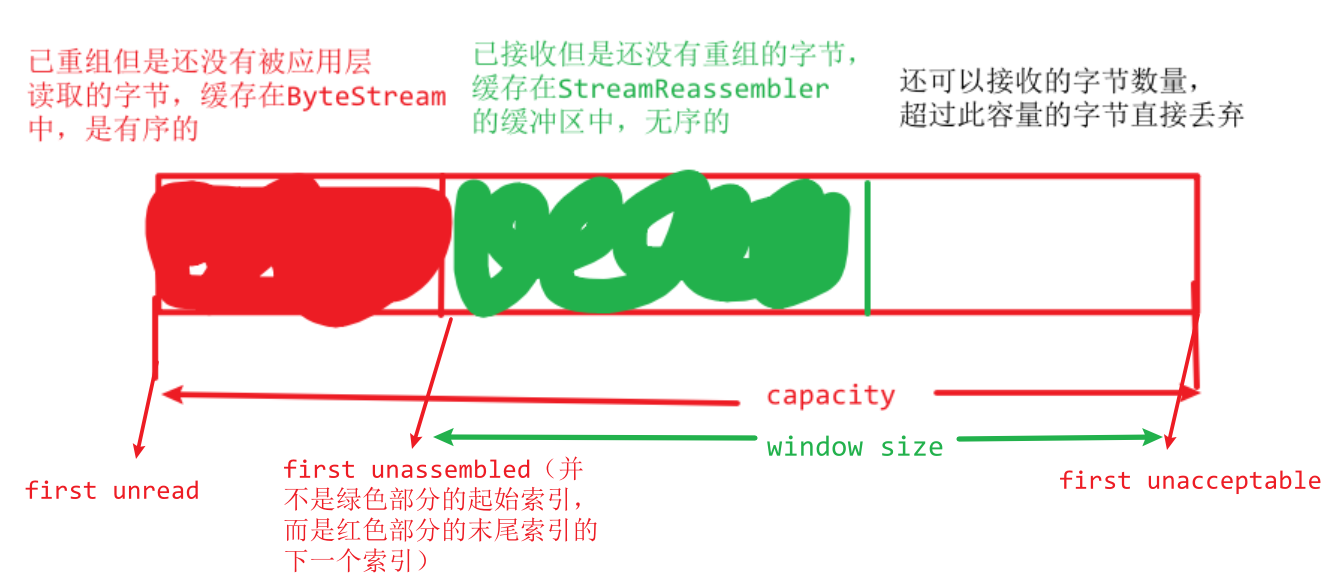 已重组但是还没有被应用层
读取的字节，缓存在ByteStream
中，是有序的
已接收但是还没有重组的字节，
缓存在StreamReassembler
的缓冲区中，无序的
还可以接收的字节数量，
超过此容量的字节直接丢弃
capacity
window size
first unread
first unassembled（并
不是绿色部分的起始索引，
而是红色部分的末尾索引的
下一个索引）
first unacceptable